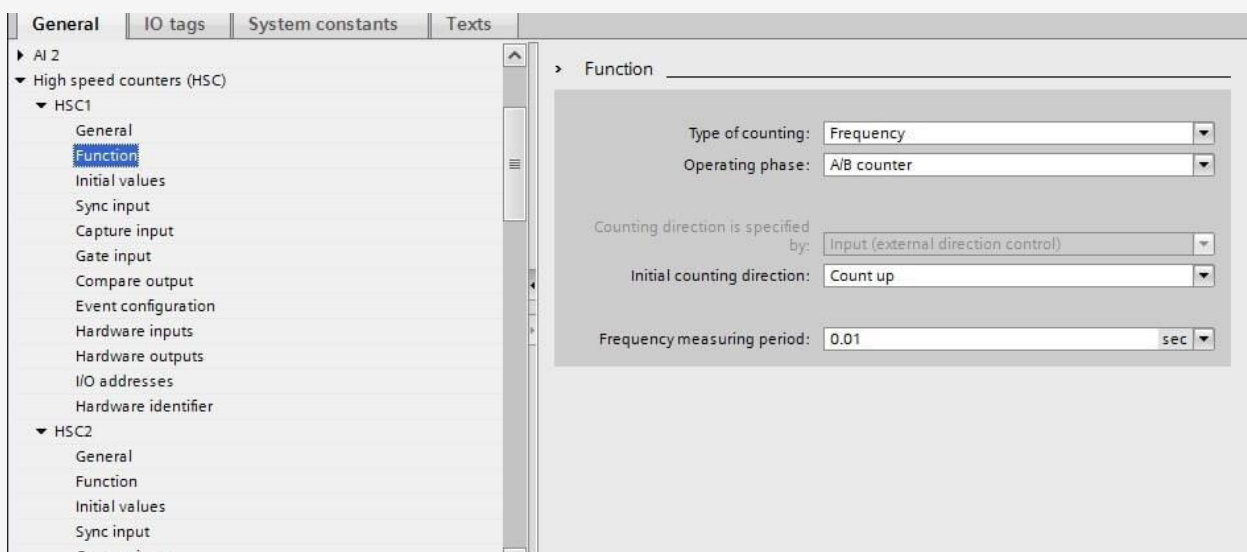 General
IO tags
System constants
Texts
AI 2
High speed counters (HSC)
HSC1
General
Function
Initial values
Sync input
Capture input
Gate input
Compare output
Event configuration
Hardware inputs
Hardware outputs
I/O addresses
Hardware identifier
HSC2
General
Function
Initial values
Sync input
Function
Type of counting: Frequency
Operating phase: A/B counter
Counting direction is specified
by: Input (external direction control)
Initial counting direction: Count up
Frequency measuring period: 0.01 sec